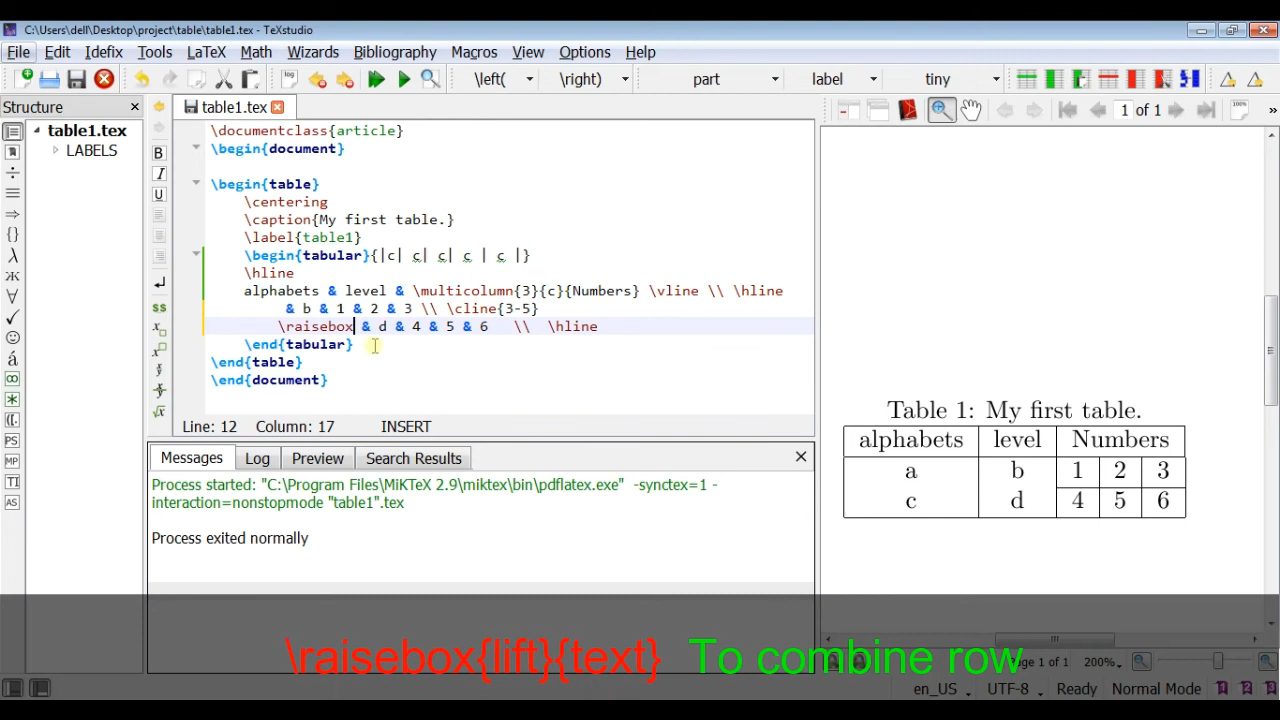 C:\Users\dell\Desktop\project\table\table1.tex - TeXstudio
File Edit Idefix Tools LaTeX Math Wizards Bibliography Macros View Options Help
\left( \right) part label tiny
Structure
table1.tex
1 of 1
100%
»
table1.tex
LABELS
\documentclass{article}
\begin{document}
\begin{table}
\centering
\caption{My first table.}
\label{table1}
\begin{tabular}{|c| c| c| c | c |}
\hline
alphabets & level & \multicolumn{3}{c}{Numbers} \vline \\ \hline
& b & 1 & 2 & 3 \\ \cline{3-5}
\raisebox & d & 4 & 5 & 6 \\ \hline
\end{tabular}
\end{table}
\end{document}
Line: 12 Column: 17 INSERT
Messages Log Preview Search Results
Process started: "C:\Program Files\MiKTeX 2.9\miktex\bin\pdflatex.exe" -synctex=1 -
interaction=nonstopmode "table1".tex
Process exited normally
Table 1: My first table.
alphabets level Numbers
a b 1 2 3
c d 4 5 6
\raisebox{lift}{text} To combine row
Page 1 of 1 200%
en_US UTF-8 Ready Normal Mode